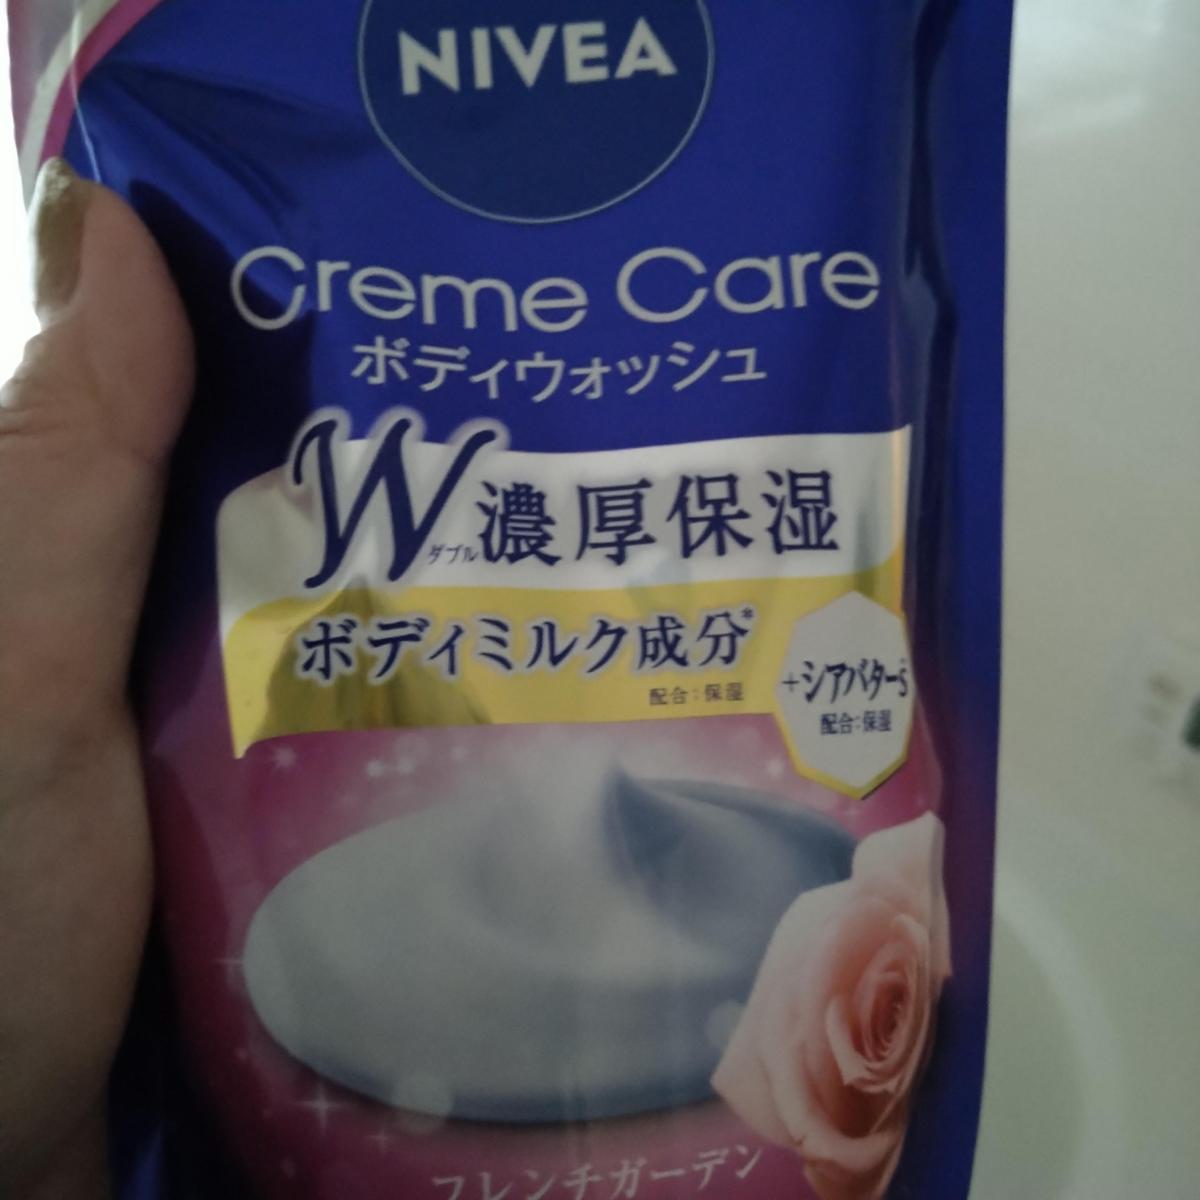 NIVEA
Creme Care
ボディウォッシュ
W濃厚保湿
ダブル
ボディミルク成分*
配合:保湿
+シアバター
配合:保湿
フレンチガーデン